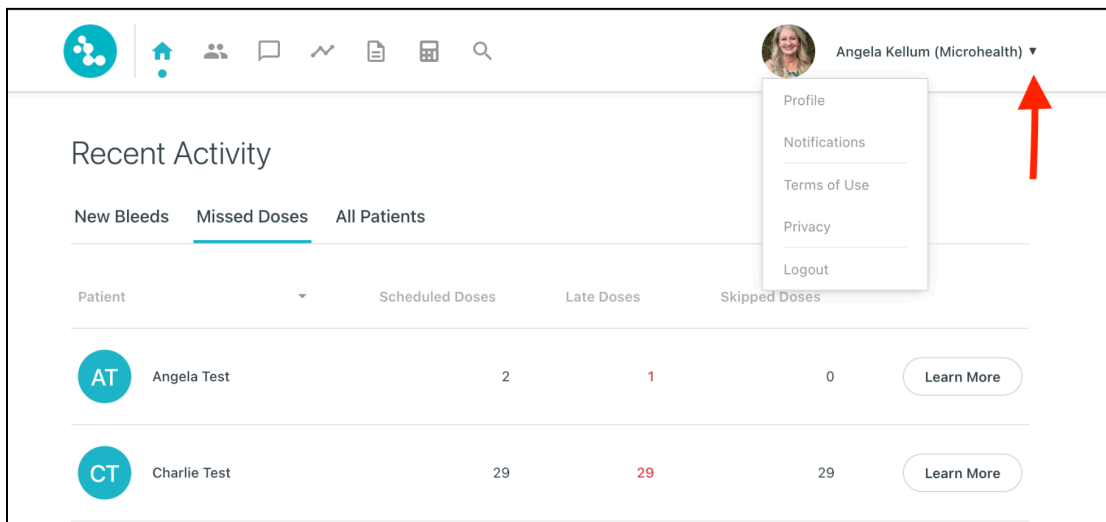 Angela Kellum (Microhealth) ▼
Profile
Notifications
Terms of Use
Privacy
Logout
Recent Activity
New Bleeds Missed Doses All Patients
Patient Scheduled Doses Late Doses Skipped Doses
AT Angela Test 2 1 0 Learn More
CT Charlie Test 29 29 29 Learn More